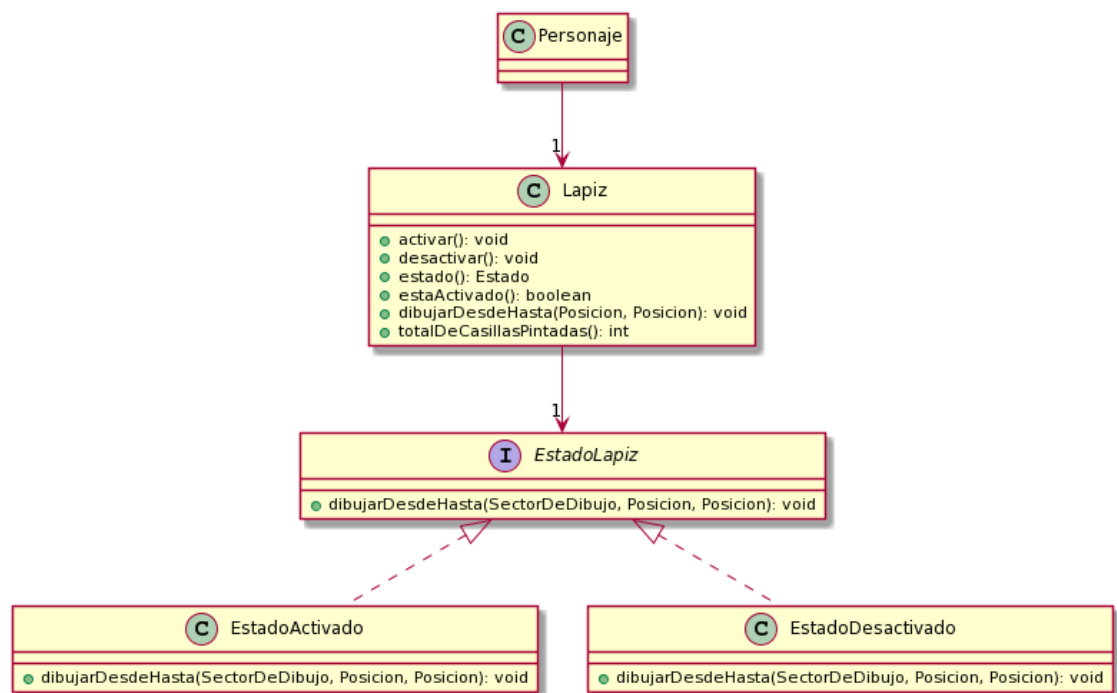 C Personaje
1
C Lapiz
activar(): void
desactivar(): void
estado(): Estado
estaActivado(): boolean
dibujarDesdeHasta(Posicion, Posicion): void
totalDeCasillasPintadas(): int
1
I EstadoLapiz
dibujarDesdeHasta(SectorDeDibujo, Posicion, Posicion): void
C EstadoActivado
dibujarDesdeHasta(SectorDeDibujo, Posicion, Posicion): void
C EstadoDesactivado
dibujarDesdeHasta(SectorDeDibujo, Posicion, Posicion): void